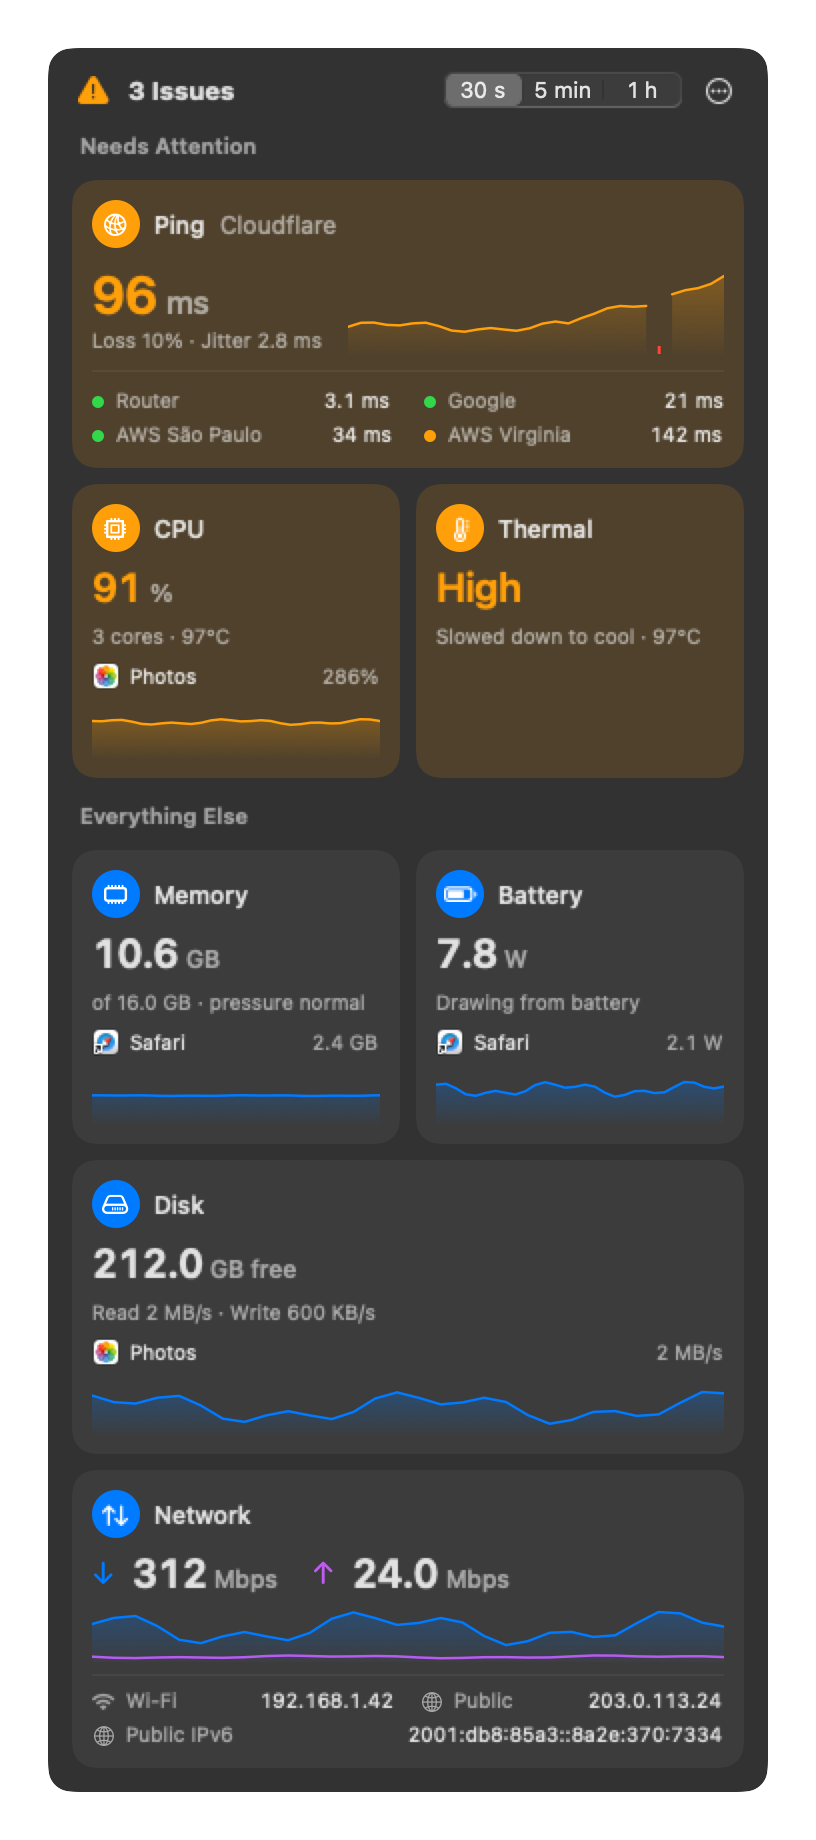 3 Issues 30 s 5 min 1 h
Needs Attention
Ping Cloudflare
96 ms
Loss 10% · Jitter 2.8 ms
Router 3.1 ms Google 21 ms
AWS São Paulo 34 ms AWS Virginia 142 ms
CPU
91 %
3 cores · 97°C
Photos 286%
Thermal
High
Slowed down to cool · 97°C
Everything Else
Memory
10.6 GB
of 16.0 GB · pressure normal
Safari 2.4 GB
Battery
7.8 W
Drawing from battery
Safari 2.1 W
Disk
212.0 GB free
Read 2 MB/s · Write 600 KB/s
Photos 2 MB/s
Network
312 Mbps 24.0 Mbps
Wi-Fi 192.168.1.42 Public 203.0.113.24
Public IPv6 2001:db8:85a3::8a2e:370:7334